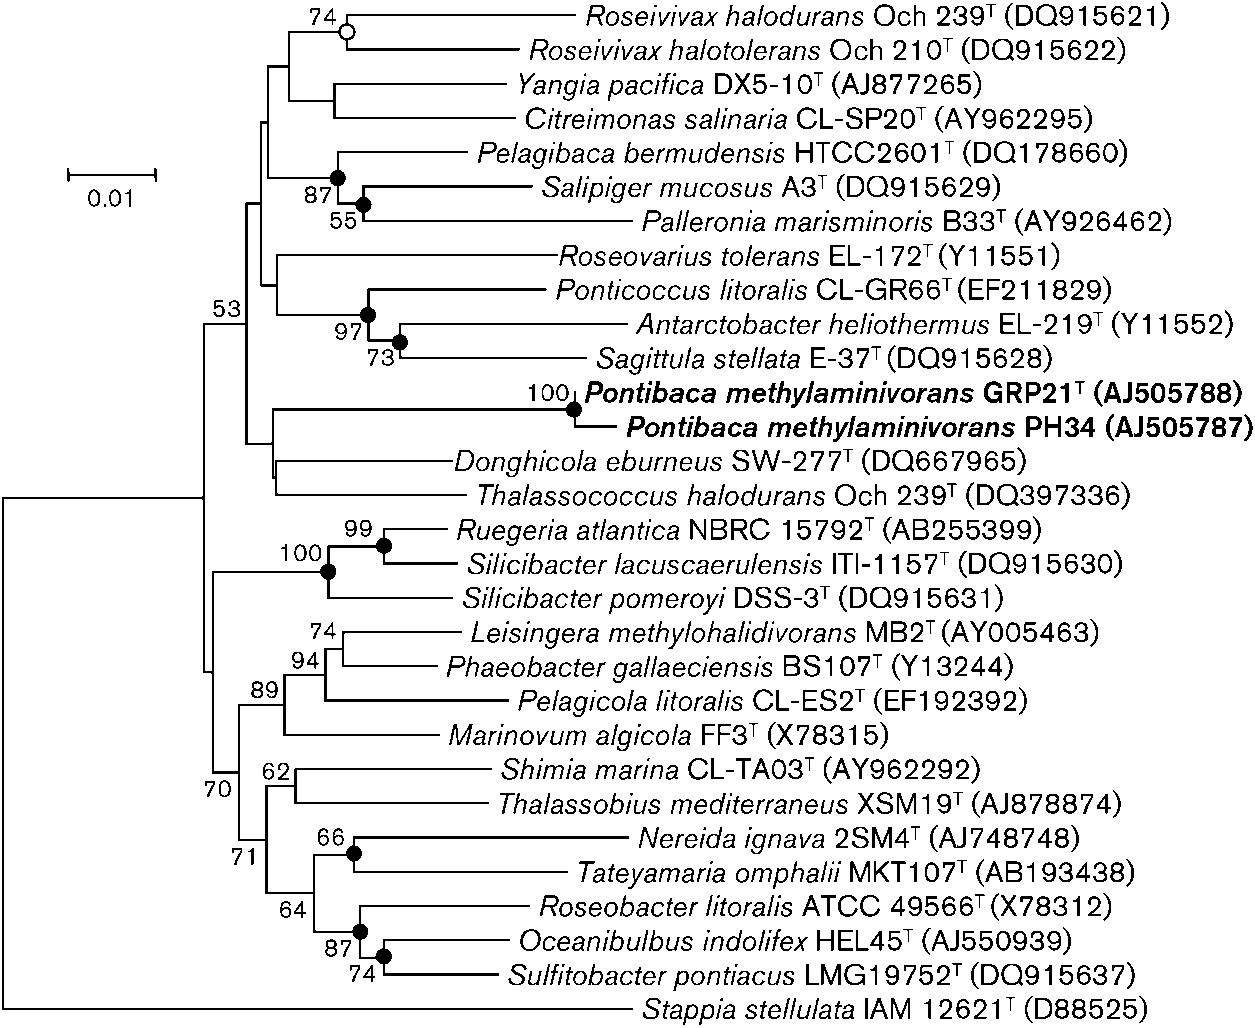 74
Roseivivax halodurans Och 239ᵀ (DQ915621)
Roseivivax halotolerans Och 210ᵀ (DQ915622)
Yangia pacifica DX5-10ᵀ (AJ877265)
Citreimonas salinaria CL-SP20ᵀ (AY962295)
Pelagibaca bermudensis HTCC2601ᵀ (DQ178660)
0.01
87
Salipiger mucosus A3ᵀ (DQ915629)
55
Palleronia marisminoris B33ᵀ (AY926462)
Roseovarius tolerans EL-172ᵀ (Y11551)
Ponticoccus litoralis CL-GR66ᵀ (EF211829)
53
97
Antarctobacter heliothermus EL-219ᵀ (Y11552)
73
Sagittula stellata E-37ᵀ (DQ915628)
100
Pontibaca methylaminivorans GRP21ᵀ (AJ505788)
Pontibaca methylaminivorans PH34 (AJ505787)
Donghicola eburneus SW-277ᵀ (DQ667965)
Thalassococcus halodurans Och 239ᵀ (DQ397336)
99
Ruegeria atlantica NBRC 15792ᵀ (AB255399)
100
Silicibacter lacuscaerulensis ITI-1157ᵀ (DQ915630)
Silicibacter pomeroyi DSS-3ᵀ (DQ915631)
74
Leisingera methylohalidivorans MB2ᵀ (AY005463)
94
Phaeobacter gallaeciensis BS107ᵀ (Y13244)
89
Pelagicola litoralis CL-ES2ᵀ (EF192392)
Marinovum algicola FF3ᵀ (X78315)
62
Shimia marina CL-TA03ᵀ (AY962292)
70
Thalassobius mediterraneus XSM19ᵀ (AJ878874)
66
Nereida ignava 2SM4ᵀ (AJ748748)
71
Tateyamaria omphalii MKT107ᵀ (AB193438)
64
Roseobacter litoralis ATCC 49566ᵀ (X78312)
87
Oceanibulbus indolifex HEL45ᵀ (AJ550939)
74
Sulfitobacter pontiacus LMG19752ᵀ (DQ915637)
Stappia stellulata IAM 12621ᵀ (D88525)